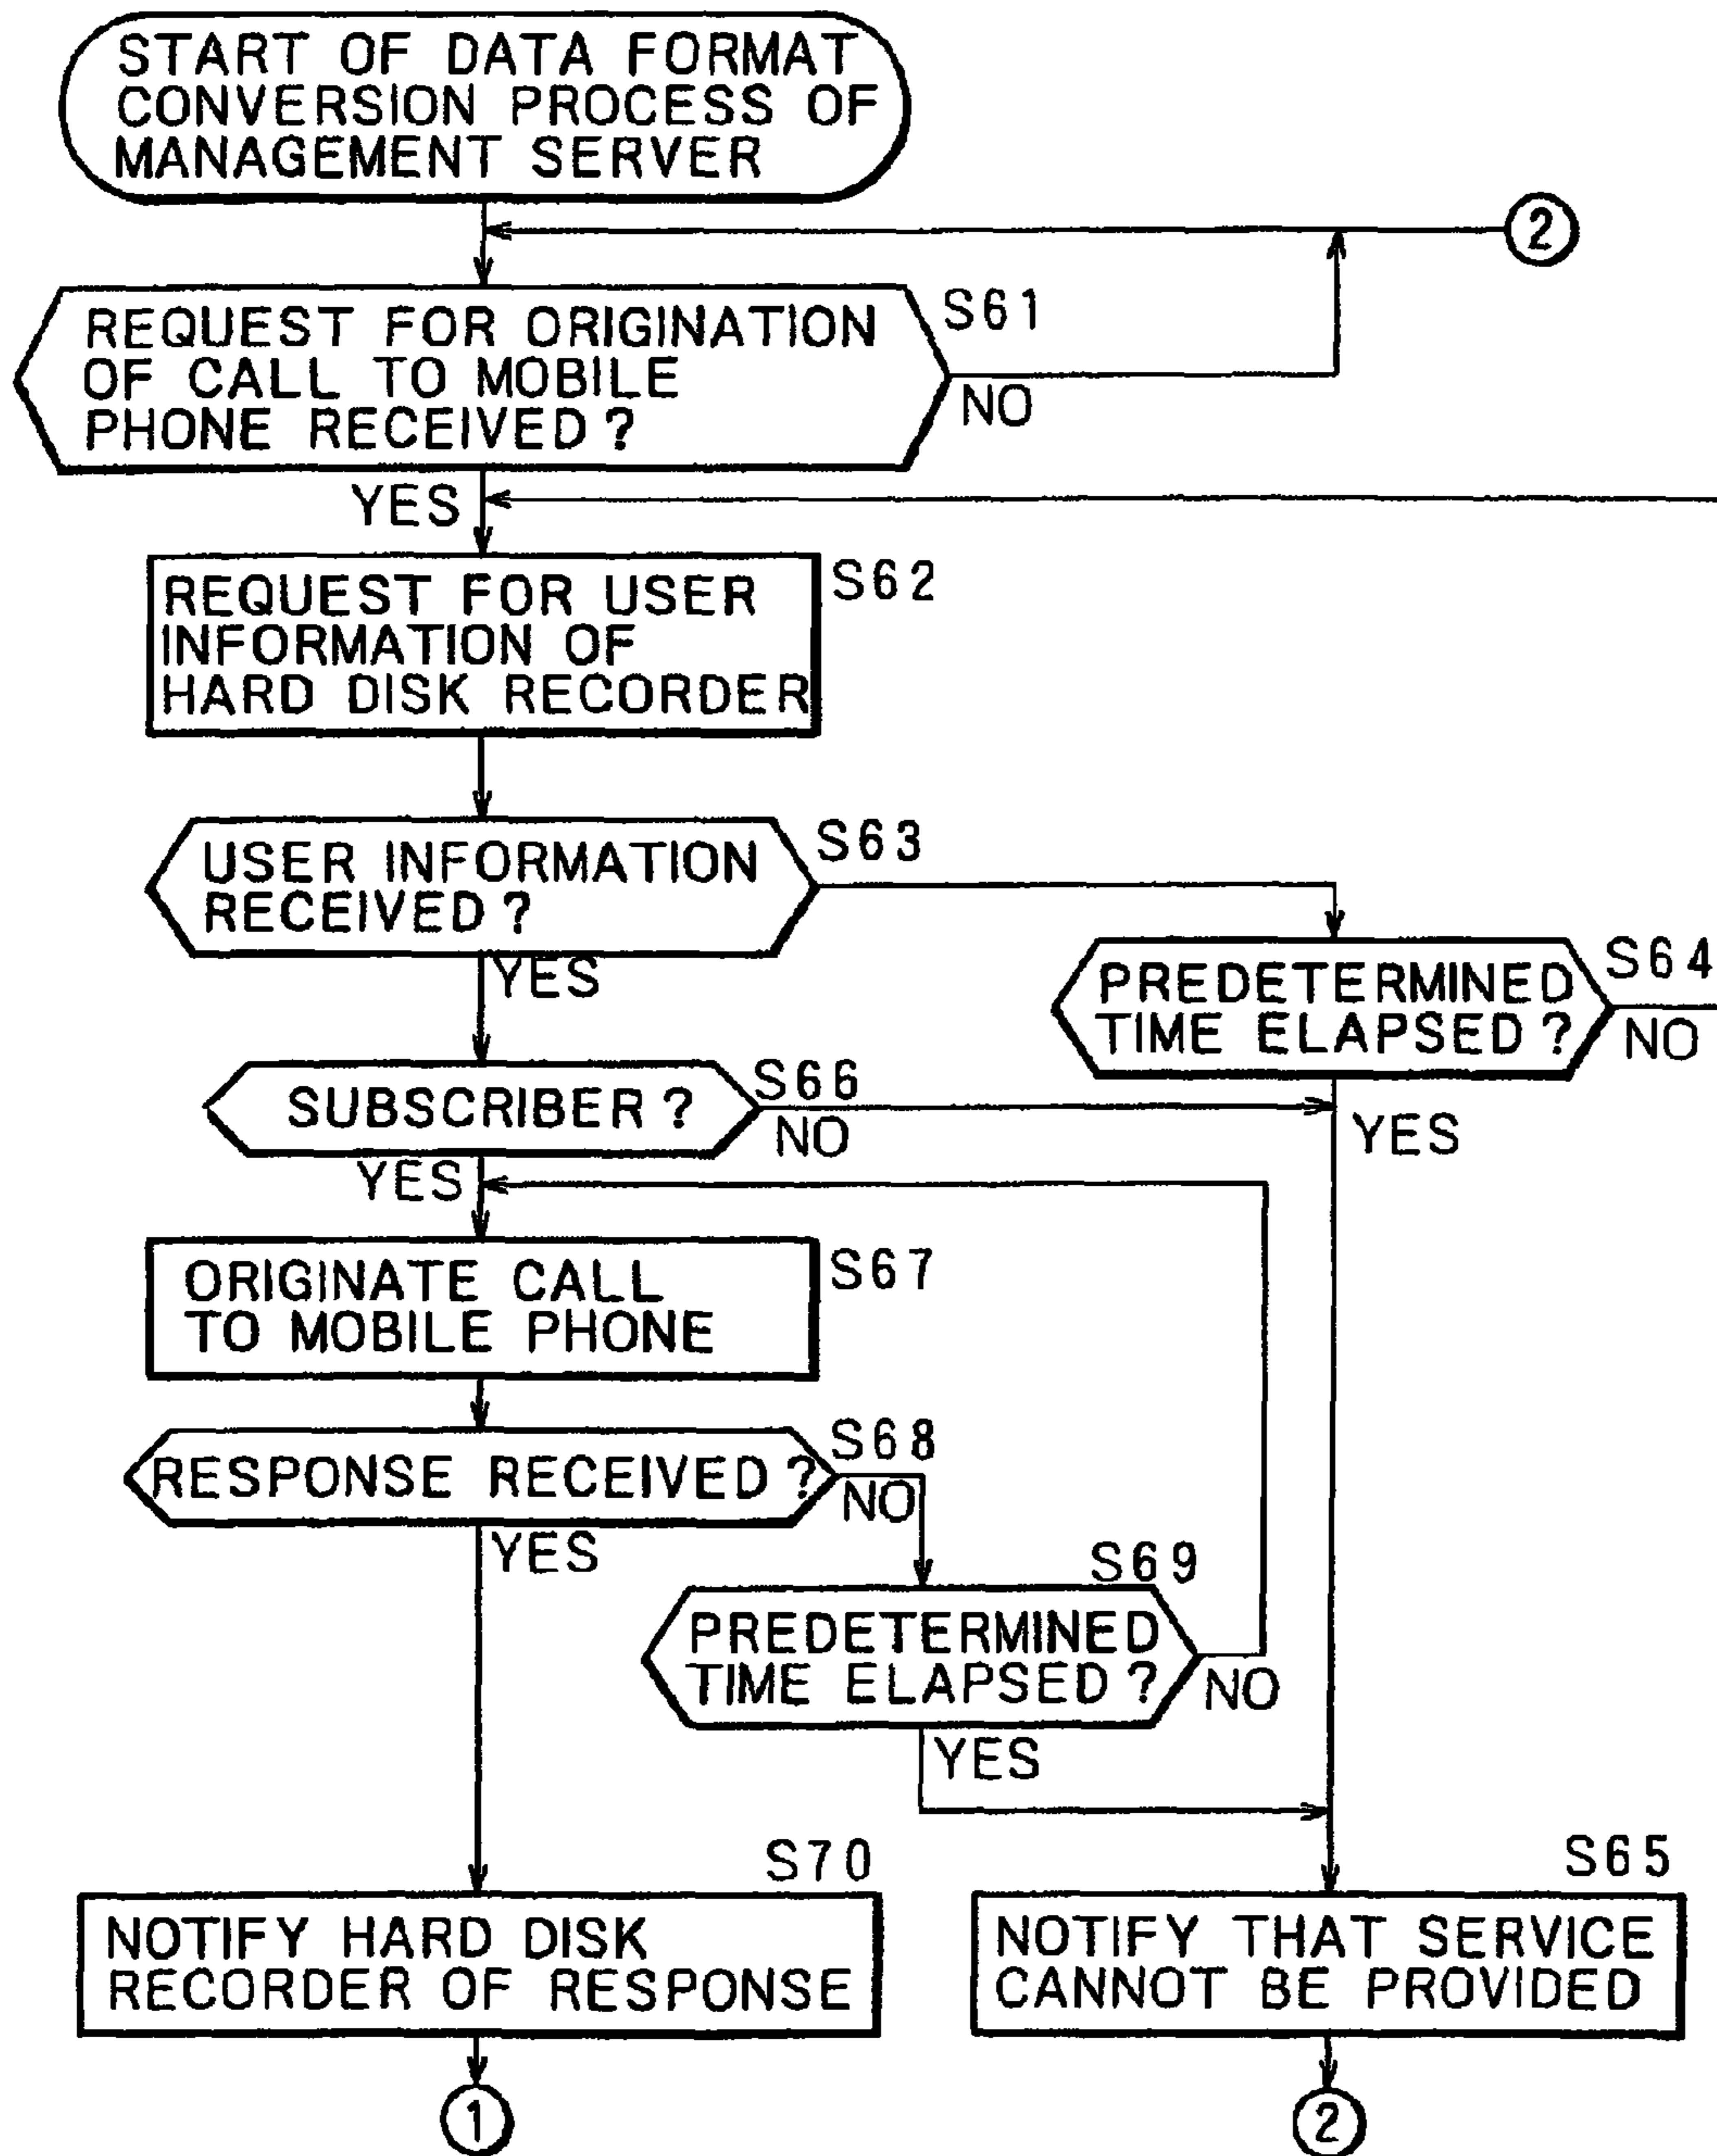 START OF DATA FORMAT
CONVERSION PROCESS OF
MANAGEMENT SERVER
2
REQUEST FOR ORIGINATION
OF CALL TO MOBILE
PHONE RECEIVED?
S61
NO
YES
REQUEST FOR USER
INFORMATION OF
HARD DISK RECORDER
S62
USER INFORMATION
RECEIVED?
S63
YES
PREDETERMINED
TIME ELAPSED?
S64
NO
YES
SUBSCRIBER?
S66
NO
YES
ORIGINATE CALL
TO MOBILE PHONE
S67
RESPONSE RECEIVED?
S68
NO
YES
S69
PREDETERMINED
TIME ELAPSED?
NO
YES
S70
NOTIFY HARD DISK
RECORDER OF RESPONSE
1
S65
NOTIFY THAT SERVICE
CANNOT BE PROVIDED
2